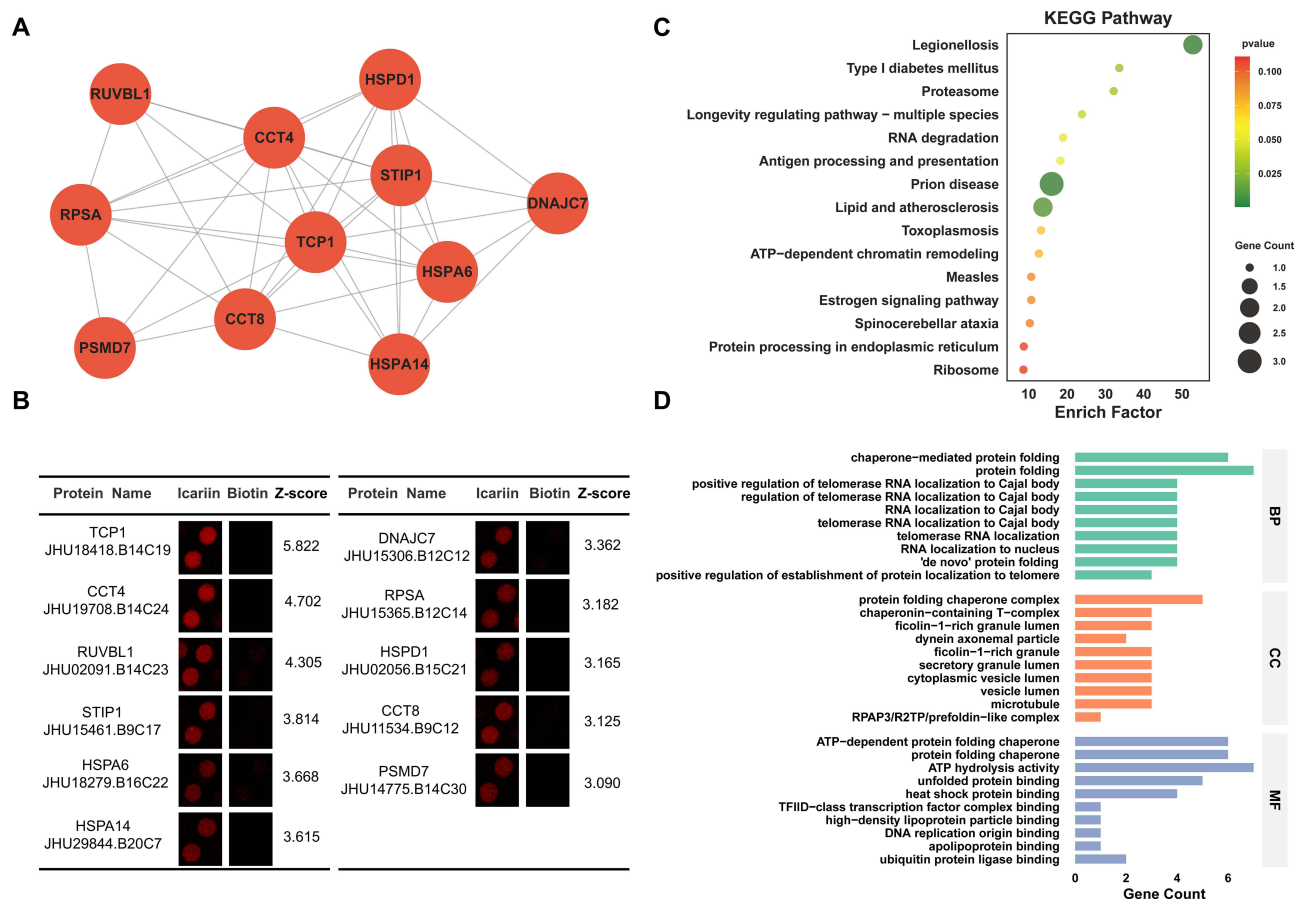 A
RUVBL1
HSPD1
CCT4
STIP1
RPSA
DNAJC7
TCP1
HSPA6
CCT8
PSMD7
HSPA14
B
Protein Name Icariin Biotin Z-score
TCP1
JHU18418.B14C19
5.822
CCT4
JHU19708.B14C24
4.702
RUVBL1
JHU02091.B14C23
4.305
STIP1
JHU15461.B9C17
3.814
HSPA6
JHU18279.B16C22
3.668
HSPA14
JHU29844.B20C7
3.615
Protein Name Icariin Biotin Z-score
DNAJC7
JHU15306.B12C12
3.362
RPSA
JHU15365.B12C14
3.182
HSPD1
JHU02056.B15C21
3.165
CCT8
JHU11534.B9C12
3.125
PSMD7
JHU14775.B14C30
3.090
C
KEGG Pathway
Legionellosis
Type I diabetes mellitus
Proteasome
Longevity regulating pathway − multiple species
RNA degradation
Antigen processing and presentation
Prion disease
Lipid and atherosclerosis
Toxoplasmosis
ATP−dependent chromatin remodeling
Measles
Estrogen signaling pathway
Spinocerebellar ataxia
Protein processing in endoplasmic reticulum
Ribosome
10 20 30 40 50
Enrich Factor
pvalue
0.100
0.075
0.050
0.025
Gene Count
1.0
1.5
2.0
2.5
3.0
D
chaperone−mediated protein folding
protein folding
positive regulation of telomerase RNA localization to Cajal body
regulation of telomerase RNA localization to Cajal body
RNA localization to Cajal body
telomerase RNA localization to Cajal body
telomerase RNA localization
RNA localization to nucleus
'de novo' protein folding
positive regulation of establishment of protein localization to telomere
BP
protein folding chaperone complex
chaperonin−containing T−complex
ficolin−1−rich granule lumen
dynein axonemal particle
ficolin−1−rich granule
secretory granule lumen
cytoplasmic vesicle lumen
vesicle lumen
microtubule
RPAP3/R2TP/prefoldin−like complex
CC
ATP−dependent protein folding chaperone
protein folding chaperone
ATP hydrolysis activity
unfolded protein binding
heat shock protein binding
TFIID−class transcription factor complex binding
high−density lipoprotein particle binding
DNA replication origin binding
apolipoprotein binding
ubiquitin protein ligase binding
MF
0 2 4 6
Gene Count